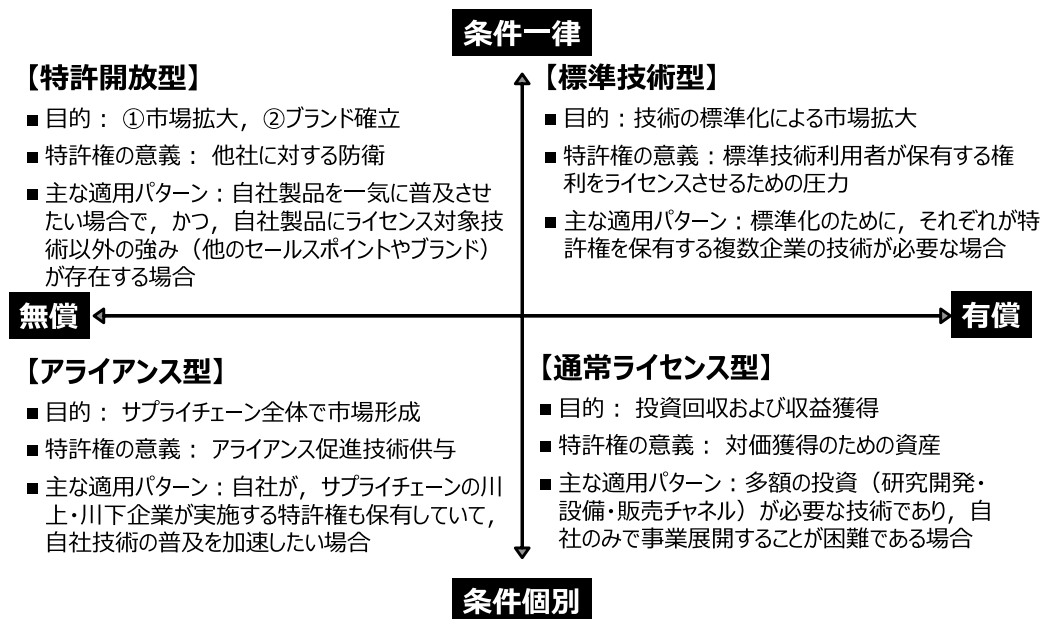 条件一律
【特許開放型】
■ 目的： ①市場拡大，②ブランド確立
■ 特許権の意義： 他社に対する防衛
■ 主な適用パターン：自社製品を一気に普及させ
たい場合で，かつ，自社製品にライセンス対象技
術以外の強み（他のセールスポイントやブランド）
が存在する場合
【標準技術型】
■ 目的：技術の標準化による市場拡大
■ 特許権の意義：標準技術利用者が保有する権
利をライセンスさせるための圧力
■ 主な適用パターン：標準化のために，それぞれが特
許権を保有する複数企業の技術が必要な場合
無償
有償
【アライアンス型】
■ 目的： サプライチェーン全体で市場形成
■ 特許権の意義： アライアンス促進技術供与
■ 主な適用パターン：自社が，サプライチェーンの川
上・川下企業が実施する特許権も保有していて，
自社技術の普及を加速したい場合
【通常ライセンス型】
■ 目的： 投資回収および収益獲得
■ 特許権の意義： 対価獲得のための資産
■ 主な適用パターン：多額の投資（研究開発・
設備・販売チャネル）が必要な技術であり，自
社のみで事業展開することが困難である場合
条件個別